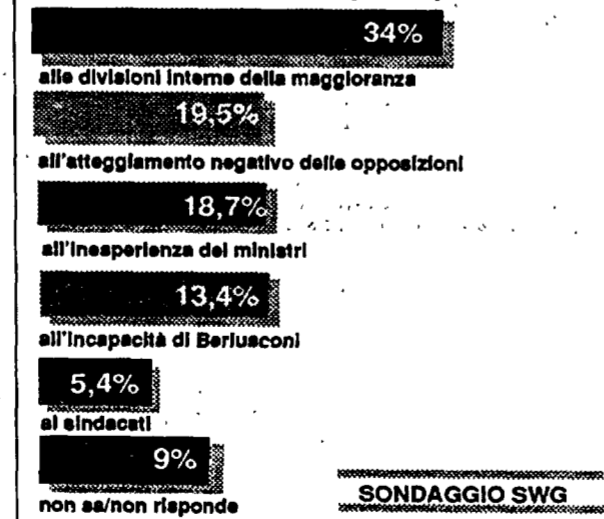 34%
alle divisioni interne della maggioranza
19,5%
all'atteggiamento negativo delle opposizioni
18,7%
all'inesperienza dei ministri
13,4%
all'incapacità di Berlusconi
5,4%
ai sindacati
9%
non sa/non risponde
SONDAGGIO SWG